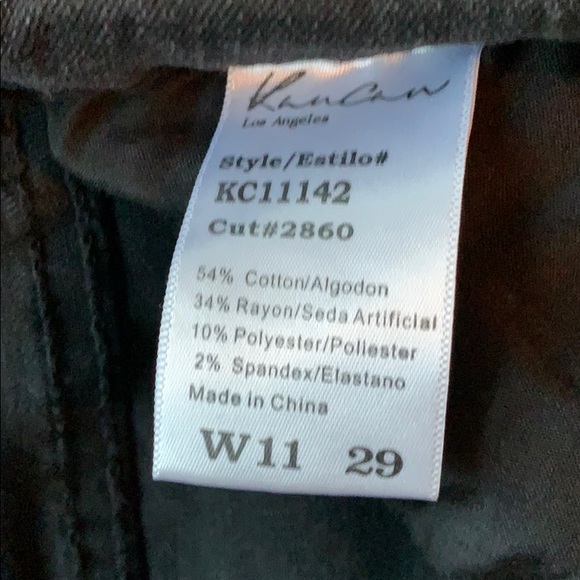 KanCan
Los Angeles
Style/Estilo#
KC11142
Cut#2860
54% Cotton/Algodon
34% Rayon/Seda Artificial
10% Polyester/Poliester
2% Spandex/Elastano
Made in China
W11 29